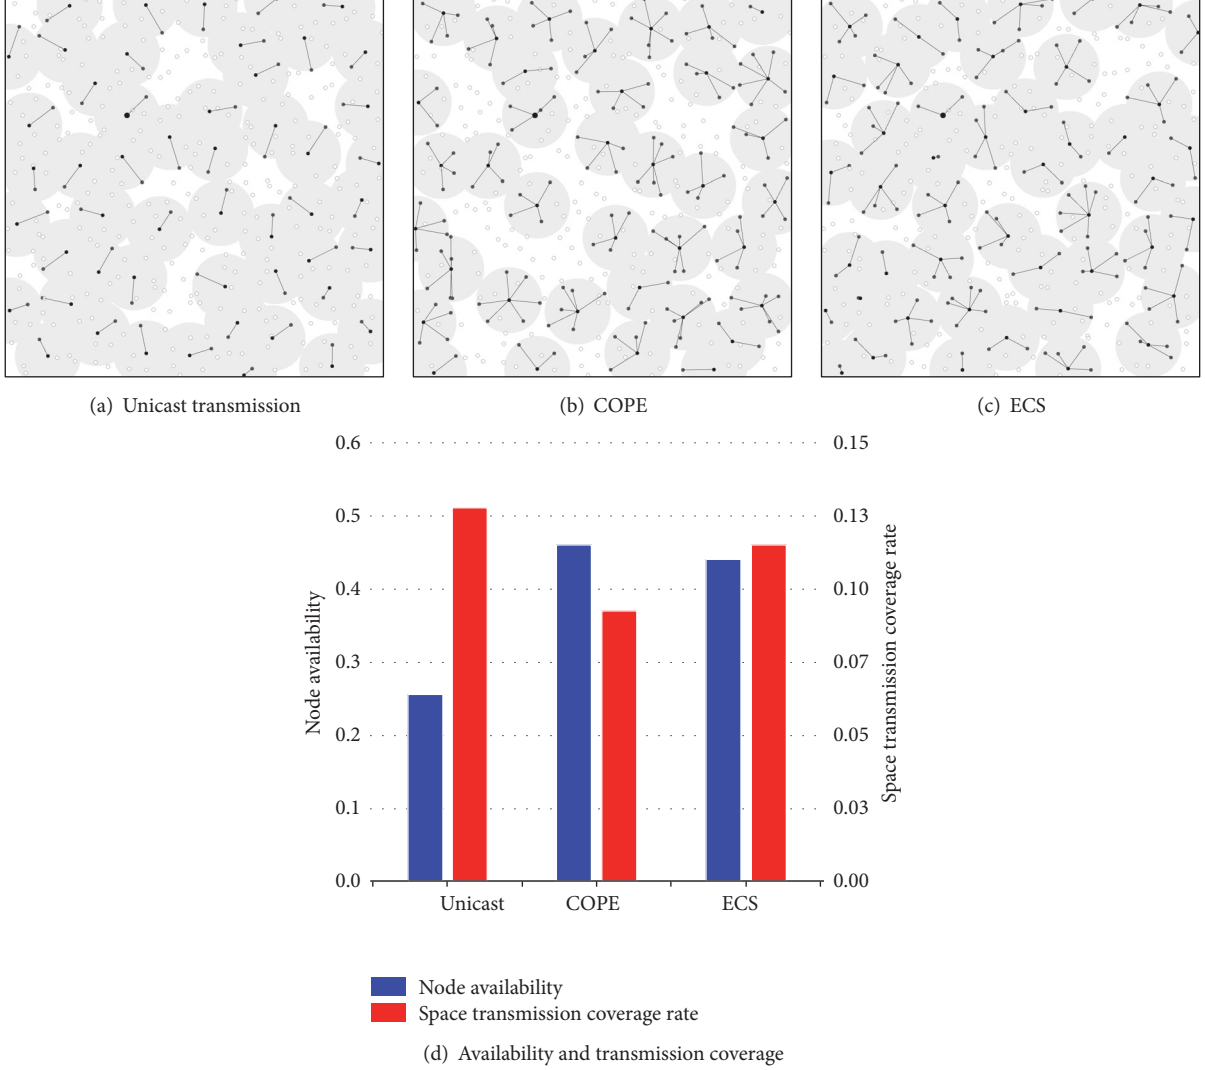 (a) Unicast transmission
(b) COPE
(c) ECS
0.6
0.15
0.5
0.13
0.4
0.10
0.3
0.07
0.2
0.05
0.1
0.03
0.0
0.00
Node availability
Space transmission coverage rate
Unicast
COPE
ECS
Node availability
Space transmission coverage rate
(d) Availability and transmission coverage